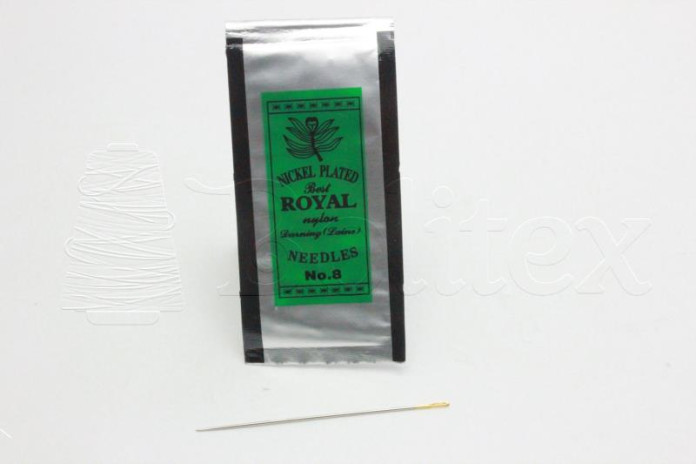 NICKEL PLATED
Best
ROYAL
nylon
Darning (Laine)
NEEDLES
No.8